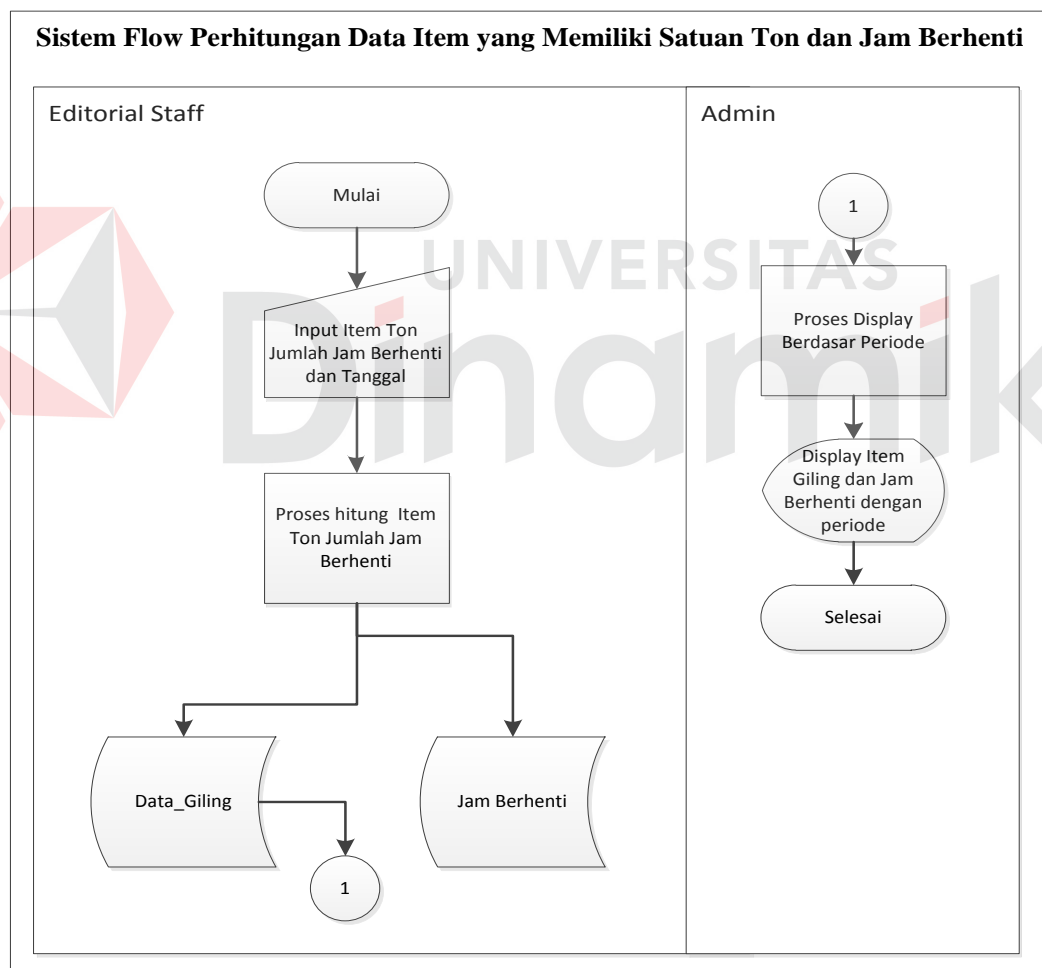 Sistem Flow Perhitungan Data Item yang Memiliki Satuan Ton dan Jam Berhenti
Editorial Staff
Mulai
Input Item Ton
Jumlah Jam Berhenti
dan Tanggal
Proses hitung Item
Ton Jumlah Jam
Berhenti
Data_Giling
Jam Berhenti
1
Admin
1
Proses Display
Berdasar Periode
Display Item
Giling dan Jam
Berhenti dengan
periode
Selesai
UNIVERSITAS
Dinamik